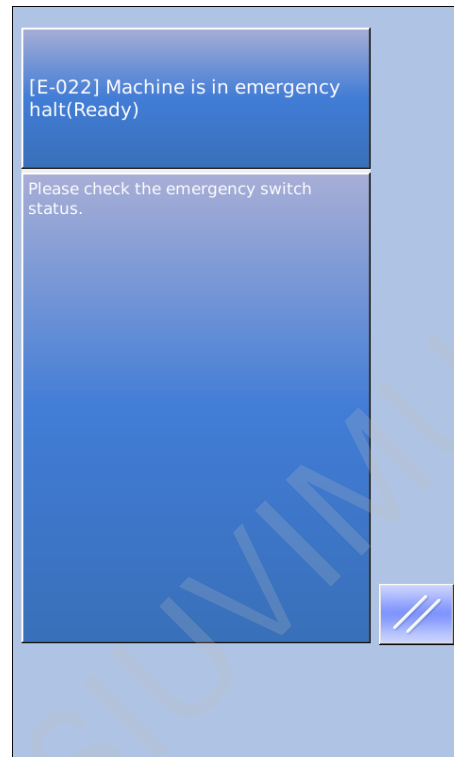 [E-022] Machine is in emergency
halt(Ready)
Please check the emergency switch
status.